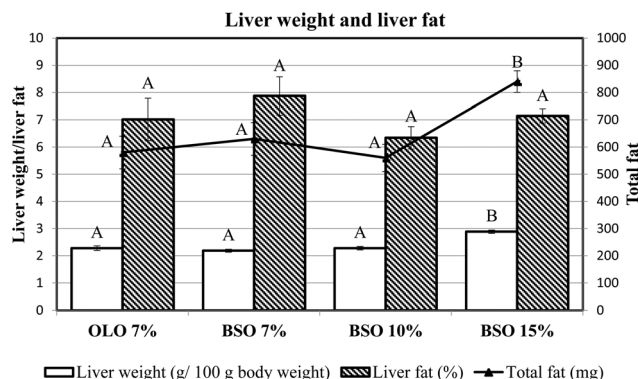 Liver weight and liver fat
Liver weight/liver fat
10
9
8
7
6
5
4
3
2
1
0
A
A
A
A
A
A
A
A
A
B
A
B
1000
900
800
700
600
500
400
300
200
100
0
Total fat
OLO 7%
BSO 7%
BSO 10%
BSO 15%
Liver weight (g/ 100 g body weight)
Liver fat (%)
Total fat (mg)